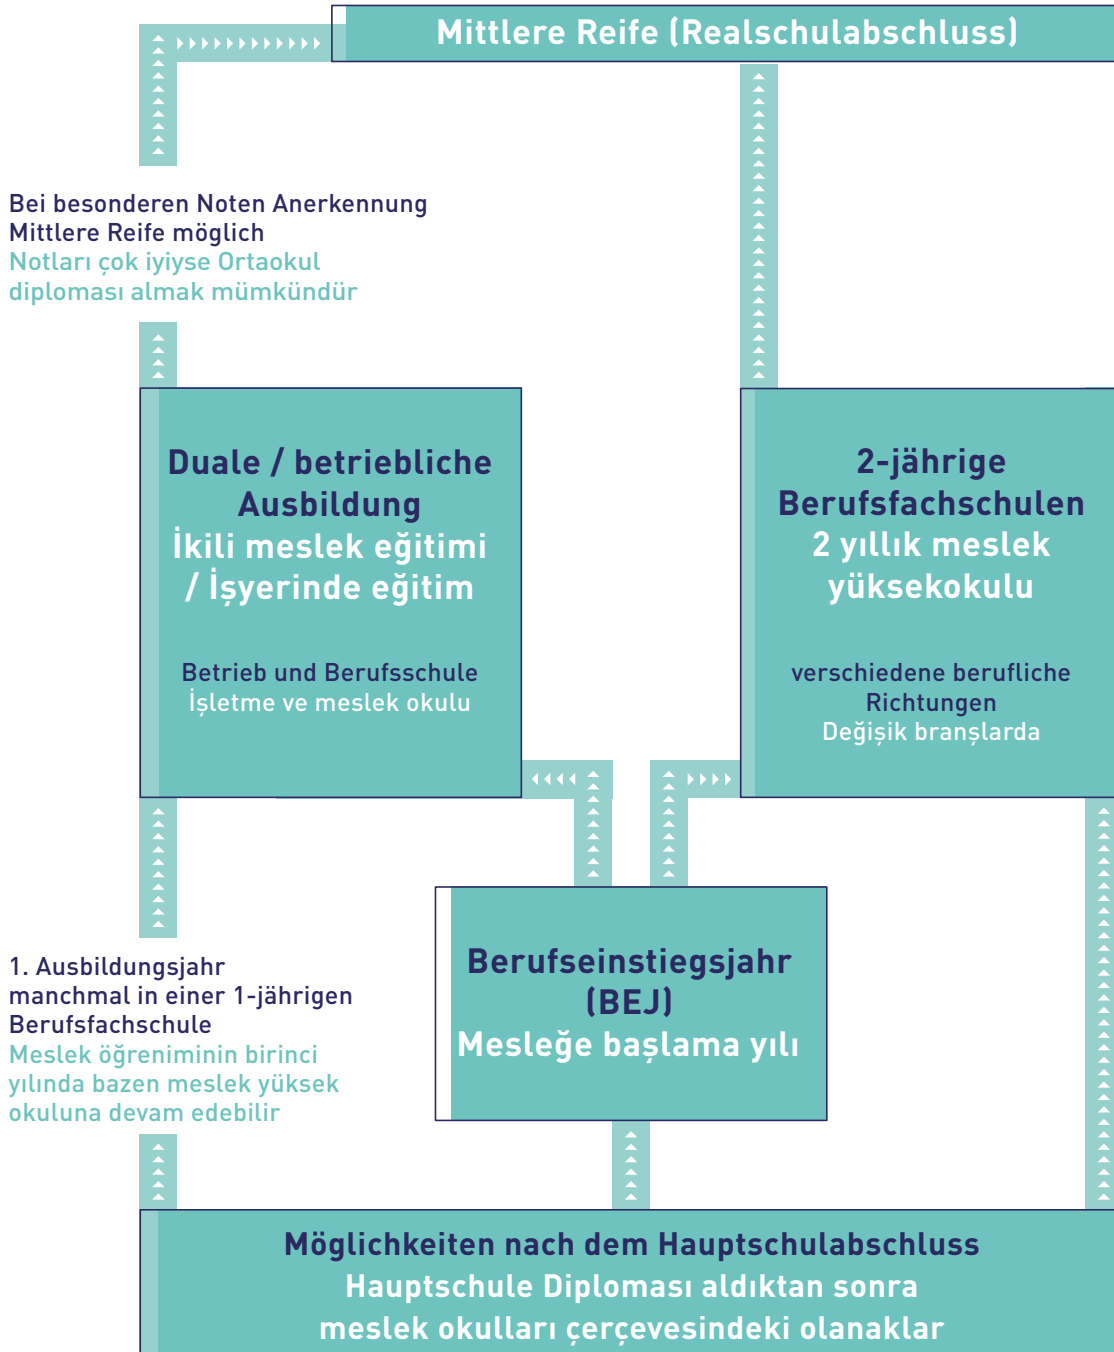 Mittlere Reife (Realschulabschluss)
Bei besonderen Noten Anerkennung
Mittlere Reife möglich
Notları çok iyiyse Ortaokul
diploması almak mümkündür
Duale / betriebliche
Ausbildung
İkili meslek eğitimi
/ İşyerinde eğitim
Betrieb und Berufsschule
İşletme ve meslek okulu
2-jährige
Berufsfachschulen
2 yıllık meslek
yüksekokulu
verschiedene berufliche
Richtungen
Değişik branşlarda
1. Ausbildungsjahr
manchmal in einer 1-jährigen
Berufsfachschule
Meslek öğreniminin birinci
yılında bazen meslek yüksek
okuluna devam edebilir
Berufseinstiegsjahr
(BEJ)
Mesleğe başlama yılı
Möglichkeiten nach dem Hauptschulabschluss
Hauptschule Diploması aldıktan sonra
meslek okulları çerçevesindeki olanaklar